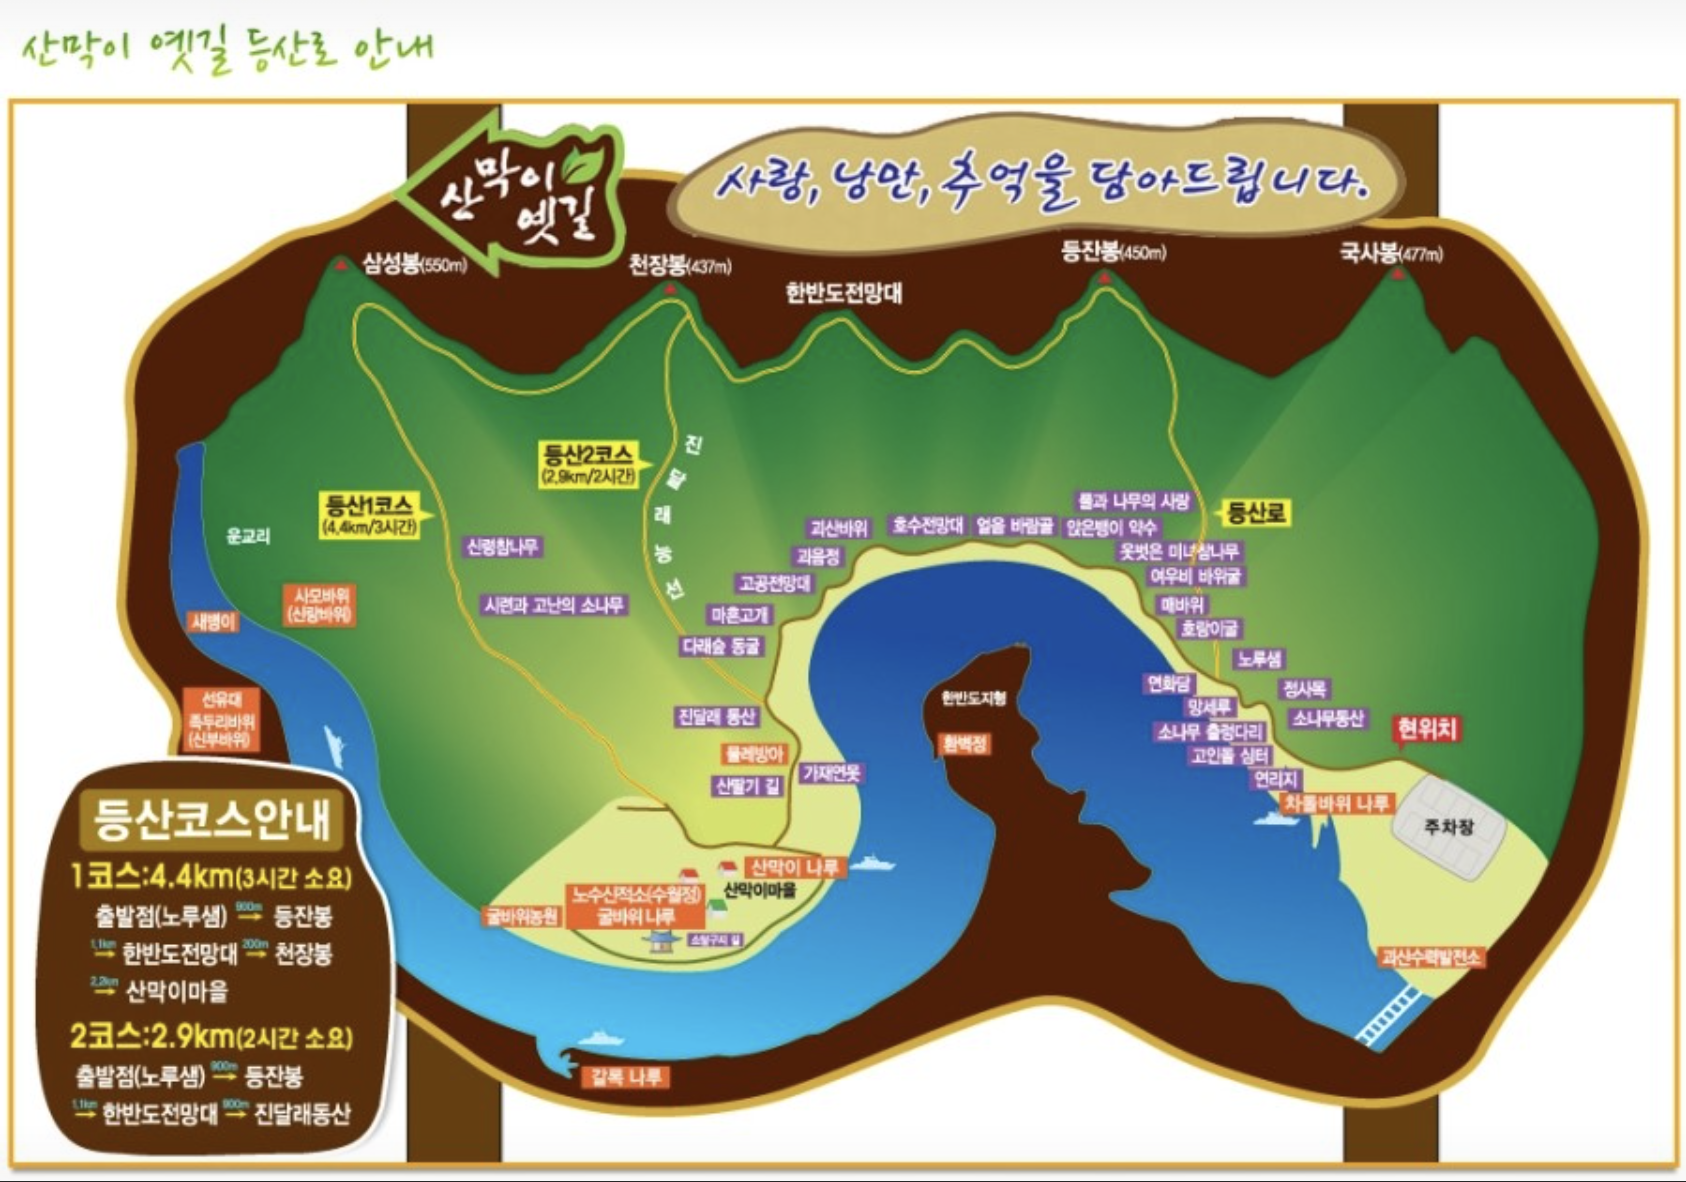 산막이 옛길 등산로 안내
산막이
옛길
사랑, 낭만, 추억을 담아드립니다.
삼성봉(550m)
천장봉(437m)
한반도전망대
등잔봉(450m)
국사봉(477m)
등산2코스
(2.9km/2시간)
진달래능선
등산1코스
(4.4km/3시간)
등산로
운교리
신령참나무
시련과 고난의 소나무
사모바위
(신랑바위)
새뱅이
선유대
족두리바위
(신부바위)
괴산바위
호수전망대
얼음 바람골
앉은뱅이 약수
옷벗은 미녀참나무
여우비 바위굴
매바위
호랑이굴
괴음정
고공전망대
마흔고개
다래숲 동굴
진달래 동산
물레방아
산딸기 길
가재연못
노루샘
연화담
정사목
망세루
소나무동산
소나무 출렁다리
고인돌 쉼터
연리지
현위치
차돌바위 나루
주차장
한반도지형
환벽정
산막이 나루
산막이마을
노수신적소(수월정)
굴바위 나루
굴바위농원
괴산수력발전소
갈목 나루
등산코스안내
1코스:4.4km(3시간 소요)
출발점(노루샘) 900m → 등잔봉
1.1km → 한반도전망대 200m → 천장봉
2.2km → 산막이마을
2코스:2.9km(2시간 소요)
출발점(노루샘) 900m → 등잔봉
1.1km → 한반도전망대 900m → 진달래동산